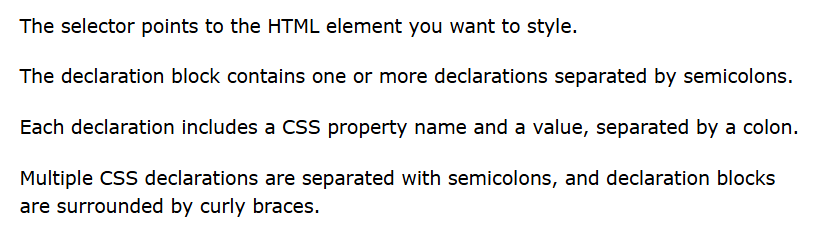 The selector points to the HTML element you want to style.
The declaration block contains one or more declarations separated by semicolons.
Each declaration includes a CSS property name and a value, separated by a colon.
Multiple CSS declarations are separated with semicolons, and declaration blocks
are surrounded by curly braces.